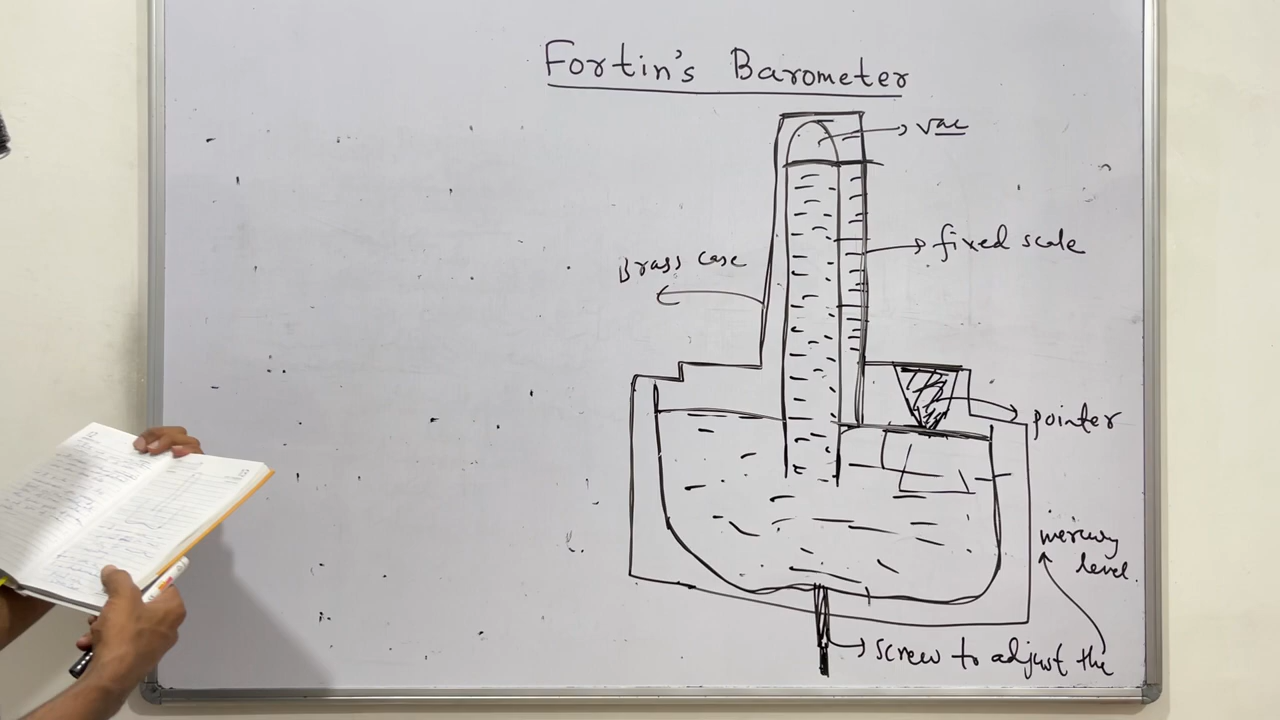 Fortin's Barometer
vac
fixed scale
Brass case
pointer
mercury
level.
screw to adjust the